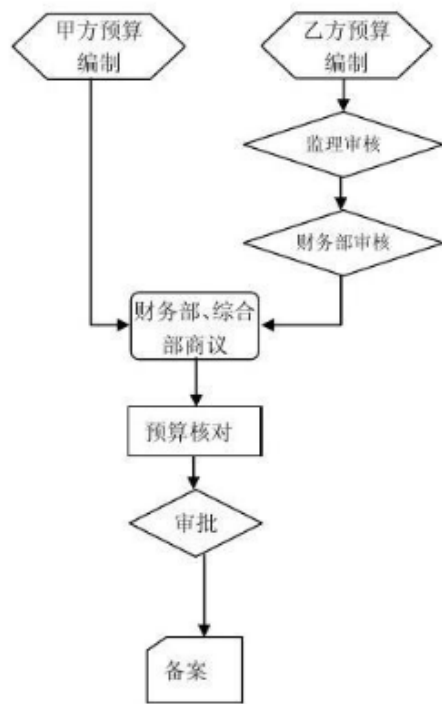 甲方预算
编制
乙方预算
编制
监理审核
财务部审核
财务部、综合
部商议
预算核对
审批
备案